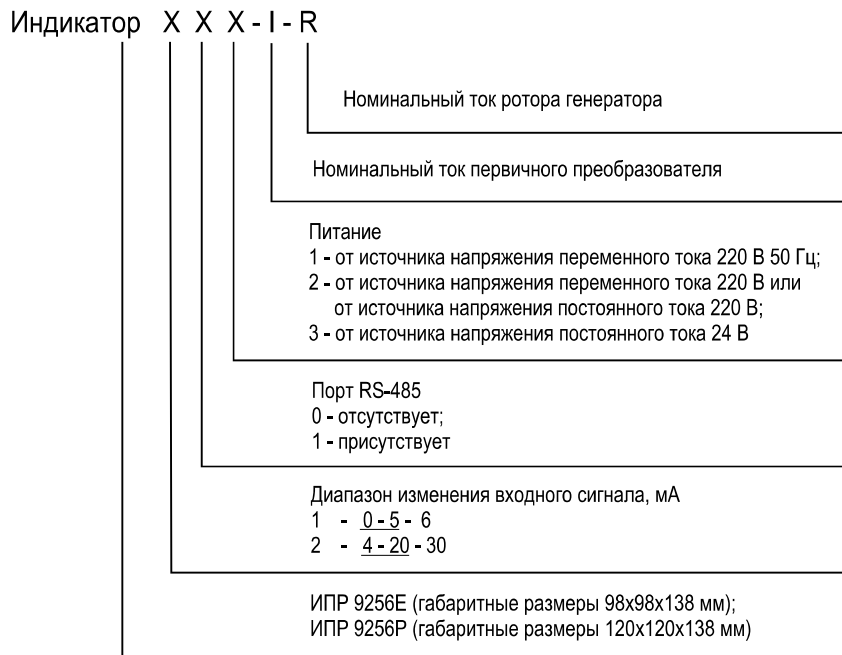 Индикатор X X X - I - R
Номинальный ток ротора генератора
Номинальный ток первичного преобразователя
Питание
1 - от источника напряжения переменного тока 220 В 50 Гц;
2 - от источника напряжения переменного тока 220 В или
от источника напряжения постоянного тока 220 В;
3 - от источника напряжения постоянного тока 24 В
Порт RS-485
0 - отсутствует;
1 - присутствует
Диапазон изменения входного сигнала, мА
1 - 0 - 5 - 6
2 - 4 - 20 - 30
ИПР 9256Е (габаритные размеры 98х98х138 мм);
ИПР 9256Р (габаритные размеры 120х120х138 мм)